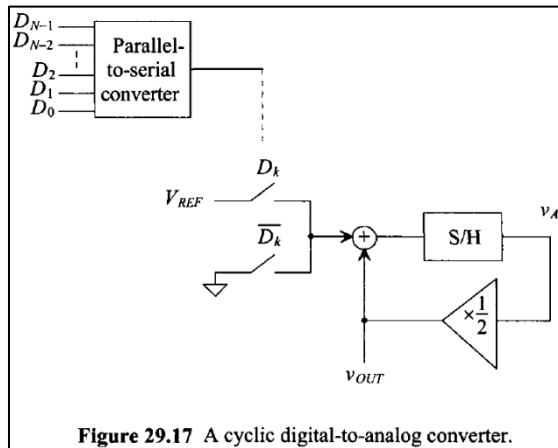 D_{N-1}
D_{N-2}
D_2
D_1
D_0
Parallel-
to-serial
converter
D_k
V_{REF}
\overline{D_k}
+
S/H
v_A
×\frac{1}{2}
v_{OUT}
Figure 29.17 A cyclic digital-to-analog converter.